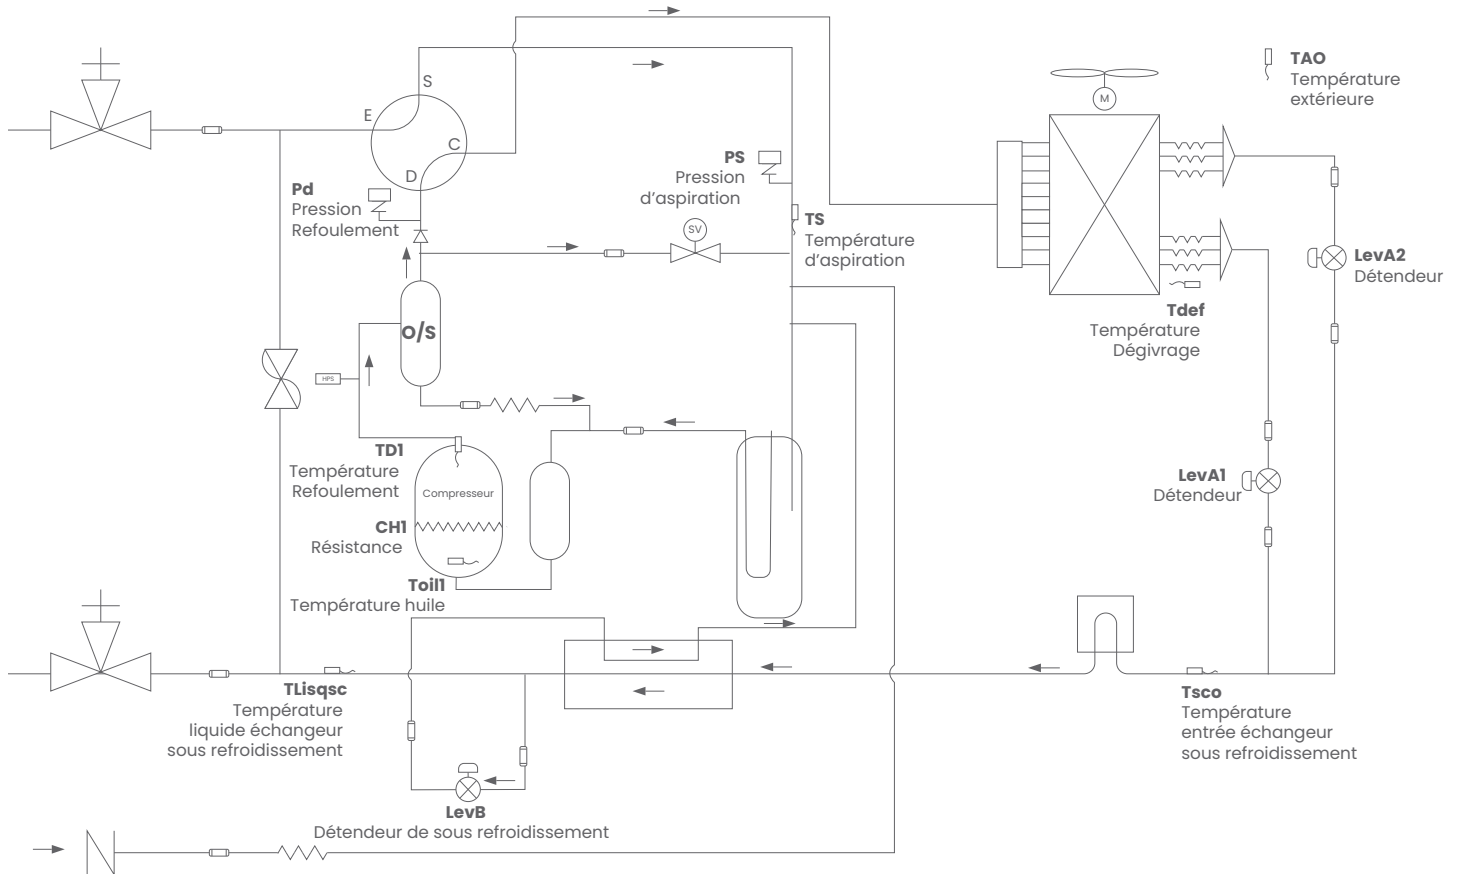 TAO
Température
extérieure
M
S
E
C
D
PS
Pression
d'aspiration
Pd
Pression
Refoulement
TS
Température
d'aspiration
SV
LevA2
Détendeur
Tdef
Température
Dégivrage
O/S
HPS
TD1
Température
Refoulement
Compresseur
CH1
Résistance
Toil1
Température huile
LevA1
Détendeur
TLisqsc
Température
liquide échangeur
sous refroidissement
Tsco
Température
entrée échangeur
sous refroidissement
LevB
Détendeur de sous refroidissement